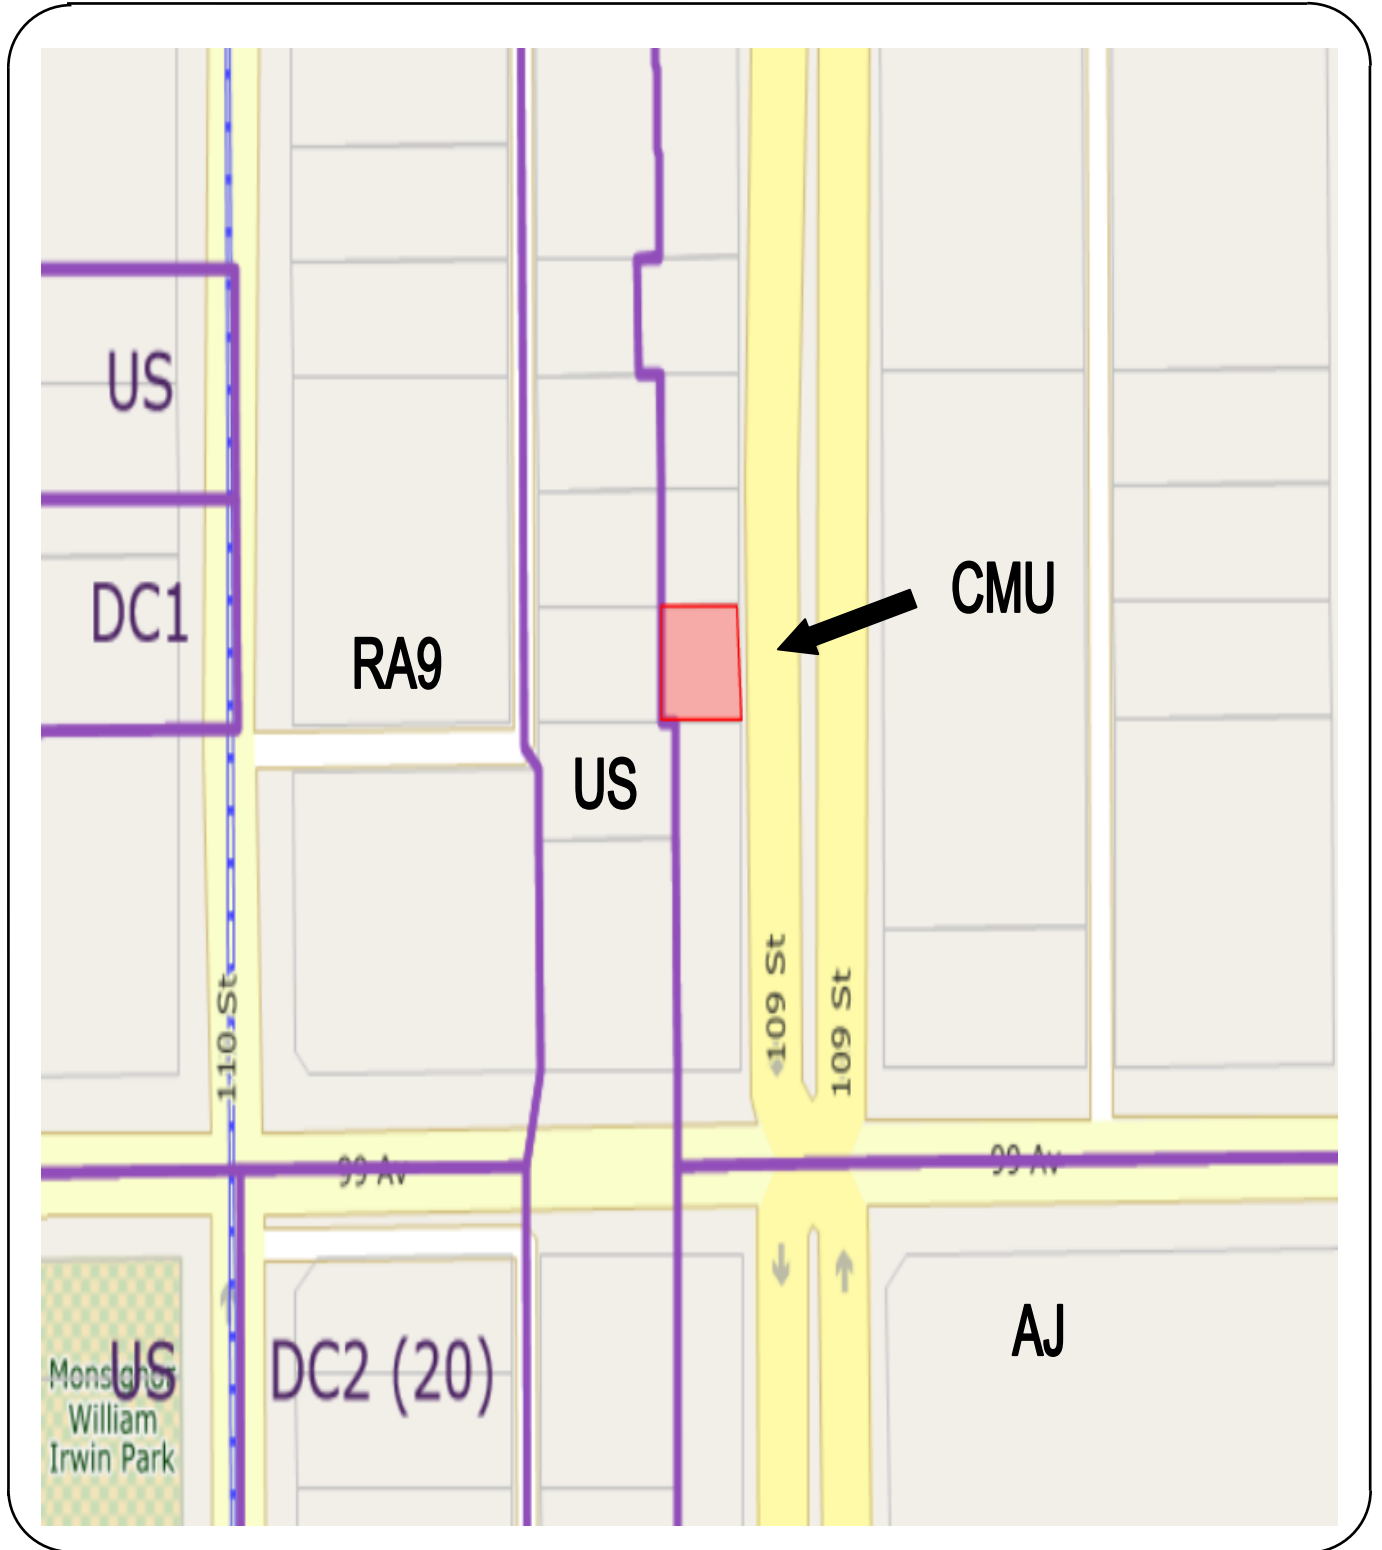 US
CMU
DC1
RA9
US
109 St
109 St
110 St
99 Av
99 Av
AJ
US
DC2 (20)
Monsignor
William
Irwin Park